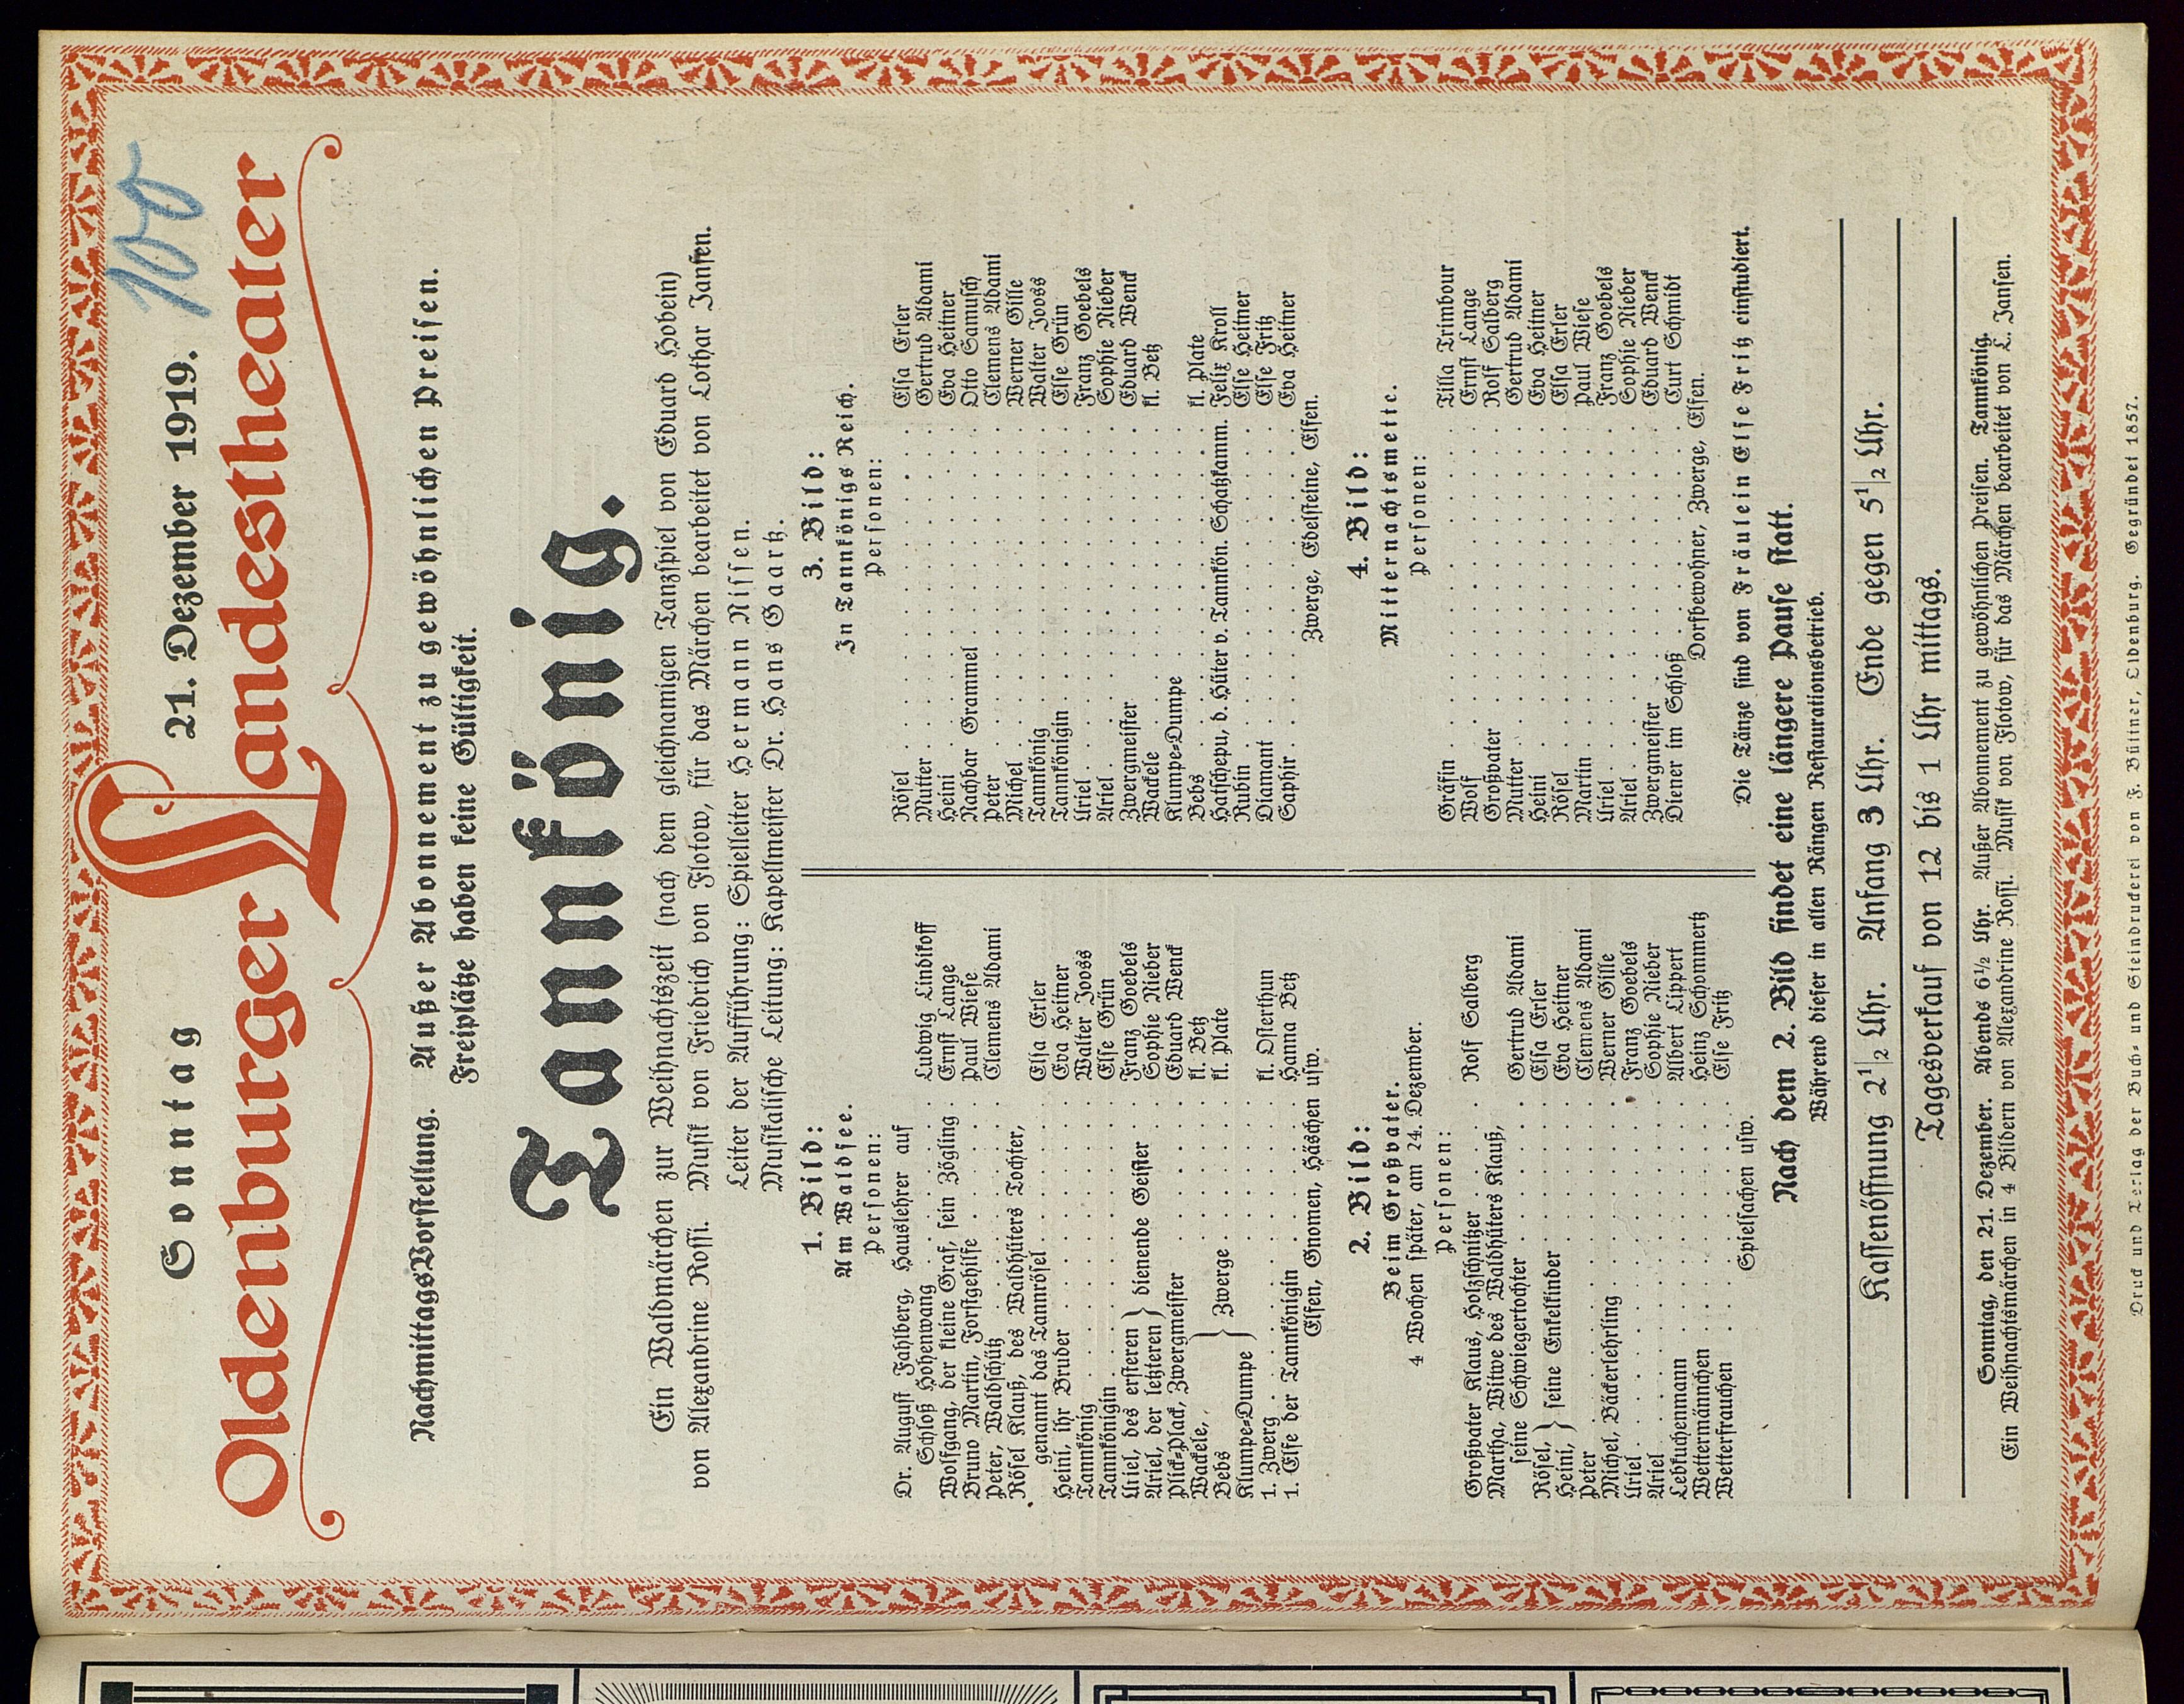 100
Sonntag 21. Dezember 1919.
Oldenburger Landestheater
NachmittagsVorstellung. Außer Abonnement zu gewöhnlichen Preisen.
Freiplätze haben keine Gültigkeit.
Tannkönig.
Ein Waldmärchen zur Weihnachtszeit (nach dem gleichnamigen Tanzspiel von Eduard Hobein)
von Alexandrine Rossi. Musik von Friedrich von Flotow, für das Märchen bearbeitet von Lothar Jansen.
Leiter der Aufführung: Spielleiter Hermann Nissen.
Musikalische Leitung: Kapellmeister Dr. Hans Gaartz.
1. Bild:
Am Waldsee.
Personen:
Dr. August Fahlberg, Hauslehrer auf
Schloß Hohenwang . . . . . . Ludwig Lindikoff
Wolfgang, der kleine Graf, sein Zögling . Ernst Lange
Bruno Martin, Forstgehilfe . . . . . Paul Wiese
Peter, Waldschütz . . . . . . . Clemens Adami
Rösel Klauß, des Waldhüters Tochter,
genannt das Tannrösel . . . . . . Elsa Erler
Heini, ihr Bruder . . . . . . . Eva Heitner
Tannkönig . . . . . . . . Walter Jooss
Tannkönigin . . . . . . . . Else Grün
Uriel, des ersteren } dienende Geister . . Franz Goebels
Ariel, der letzteren } . . Sophie Rieber
Plick-Plack, Zwergmeister . . . . . Eduard Wenck
Wackele, . } . . . . . . kl. Betz
Bebs } Zwerge . . . . . . kl. Plate
Klumpe-Dumpe }
1. Zwerg . . . . . . . . kl. Osterthun
1. Elfe der Tannkönigin . . . . . Hanna Betz
Elfen, Gnomen, Häschen usw.
2. Bild:
Beim Großvater.
4 Wochen später, am 24. Dezember.
Personen:
Großvater Klaus, Holzschnitzer . . . . Rolf Salberg
Martha, Witwe des Waldhüters Klauß,
seine Schwiegertochter . . . . . Gertrud Adami
Rösel, } seine Enkelkinder . . . . . Elsa Erler
Heini, } . . . . . Eva Heitner
Peter . . . . . . . . . Clemens Adami
Michel, Bäckerlehrling . . . . . . Werner Gille
Uriel . . . . . . . . . Franz Goebels
Ariel . . . . . . . . . Sophie Rieber
Lebkuchenmann . . . . . . . Albert Lippert
Wettermännchen . . . . . . . Heinz Schommertz
Wetterfrauchen . . . . . . . Else Fritz
Spielsachen usw.
3. Bild:
In Tannkönigs Reich.
Personen:
Rösel . . . . . . . . . Elsa Erler
Mutter . . . . . . . . . Gertrud Adami
Heini . . . . . . . . . Eva Heitner
Nachbar Grammel . . . . . . . Otto Samusch
Peter . . . . . . . . . Clemens Adami
Michel . . . . . . . . . Werner Gille
Tannkönig . . . . . . . . Walter Jooss
Tannkönigin . . . . . . . . Else Grün
Uriel . . . . . . . . . Franz Goebels
Ariel . . . . . . . . . Sophie Rieber
Zwergmeister . . . . . . . . Eduard Wenck
Wackele . . . . . . . . . kl. Betz
Klumpe-Dumpe . . . . . . . .
Bebs . . . . . . . . . kl. Plate
Hatschepu, d. Hüter v. Tannkön. Schatzkamm. Felix Kroll
Rubin . . . . . . . . . Else Heitner
Diamant . . . . . . . . . Else Fritz
Saphir . . . . . . . . . Eva Heitner
Zwerge, Edelsteine, Elfen.
4. Bild:
Mitternachtsmette.
Personen:
Gräfin . . . . . . . . . Tilla Trimbour
Wolf . . . . . . . . . Ernst Lange
Großvater . . . . . . . . Rolf Salberg
Mutter . . . . . . . . . Gertrud Adami
Heini . . . . . . . . . Eva Heitner
Rösel . . . . . . . . . Elsa Erler
Martin . . . . . . . . . Paul Wiese
Uriel . . . . . . . . . Franz Goebels
Ariel . . . . . . . . . Sophie Rieber
Zwergmeister . . . . . . . . Eduard Wenck
Diener im Schloß . . . . . . . Curt Schmidt
Dorfbewohner, Zwerge, Elfen.
Die Tänze sind von Fräulein Else Fritz einstudiert.
Nach dem 2. Bild findet eine längere Pause statt.
Während dieser in allen Rängen Restaurationsbetrieb.
Kassenöffnung 2 1/2 Uhr. Anfang 3 Uhr. Ende gegen 5 1/2 Uhr.
Tagesverkauf von 12 bis 1 Uhr mittags.
Sonntag, den 21. Dezember. Abends 6 1/2 Uhr. Außer Abonnement zu gewöhnlichen Preisen. Tannkönig.
Ein Weihnachtsmärchen in 4 Bildern von Alexandrine Rossi. Musik von Flotow, für das Märchen bearbeitet von L. Jansen.
Druck und Verlag der Buch- und Steindruckerei von F. Büttner, Oldenburg. Gegründet 1857.